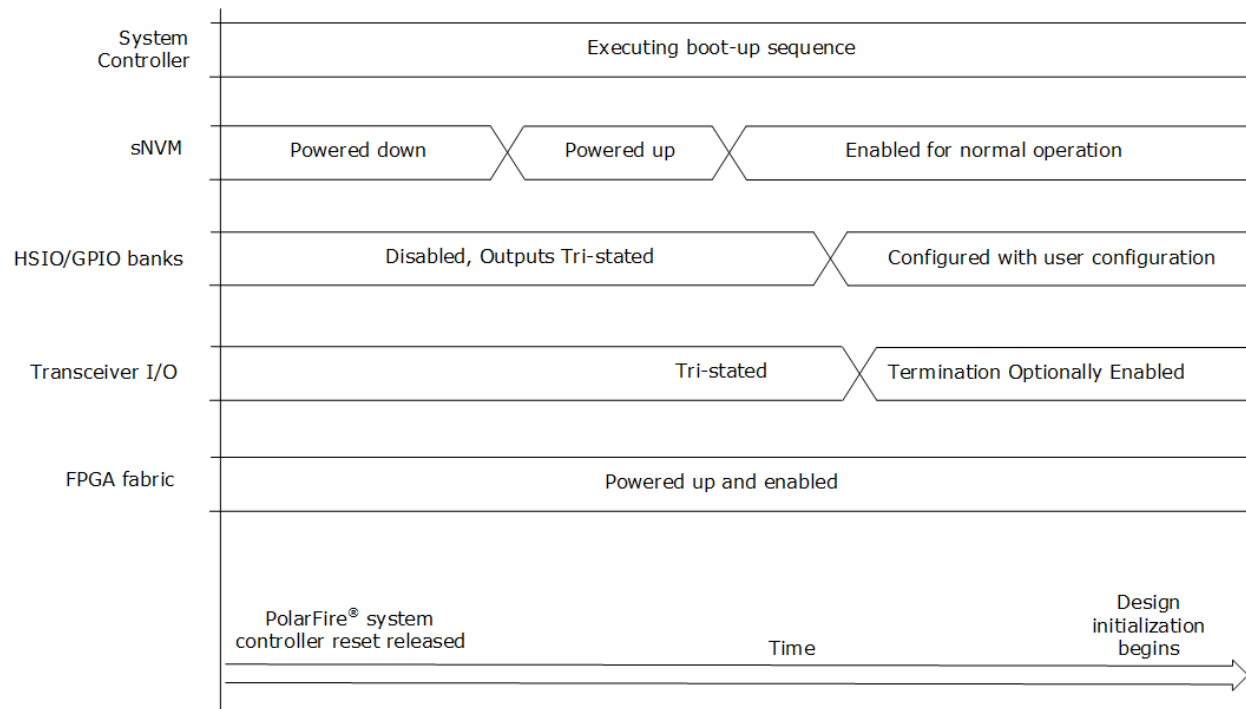 System
Controller
Executing boot-up sequence
sNVM
Powered down
Powered up
Enabled for normal operation
HSIO/GPIO banks
Disabled, Outputs Tri-stated
Configured with user configuration
Transceiver I/O
Tri-stated
Termination Optionally Enabled
FPGA fabric
Powered up and enabled
PolarFire® system
controller reset released
Time
Design
initialization
begins